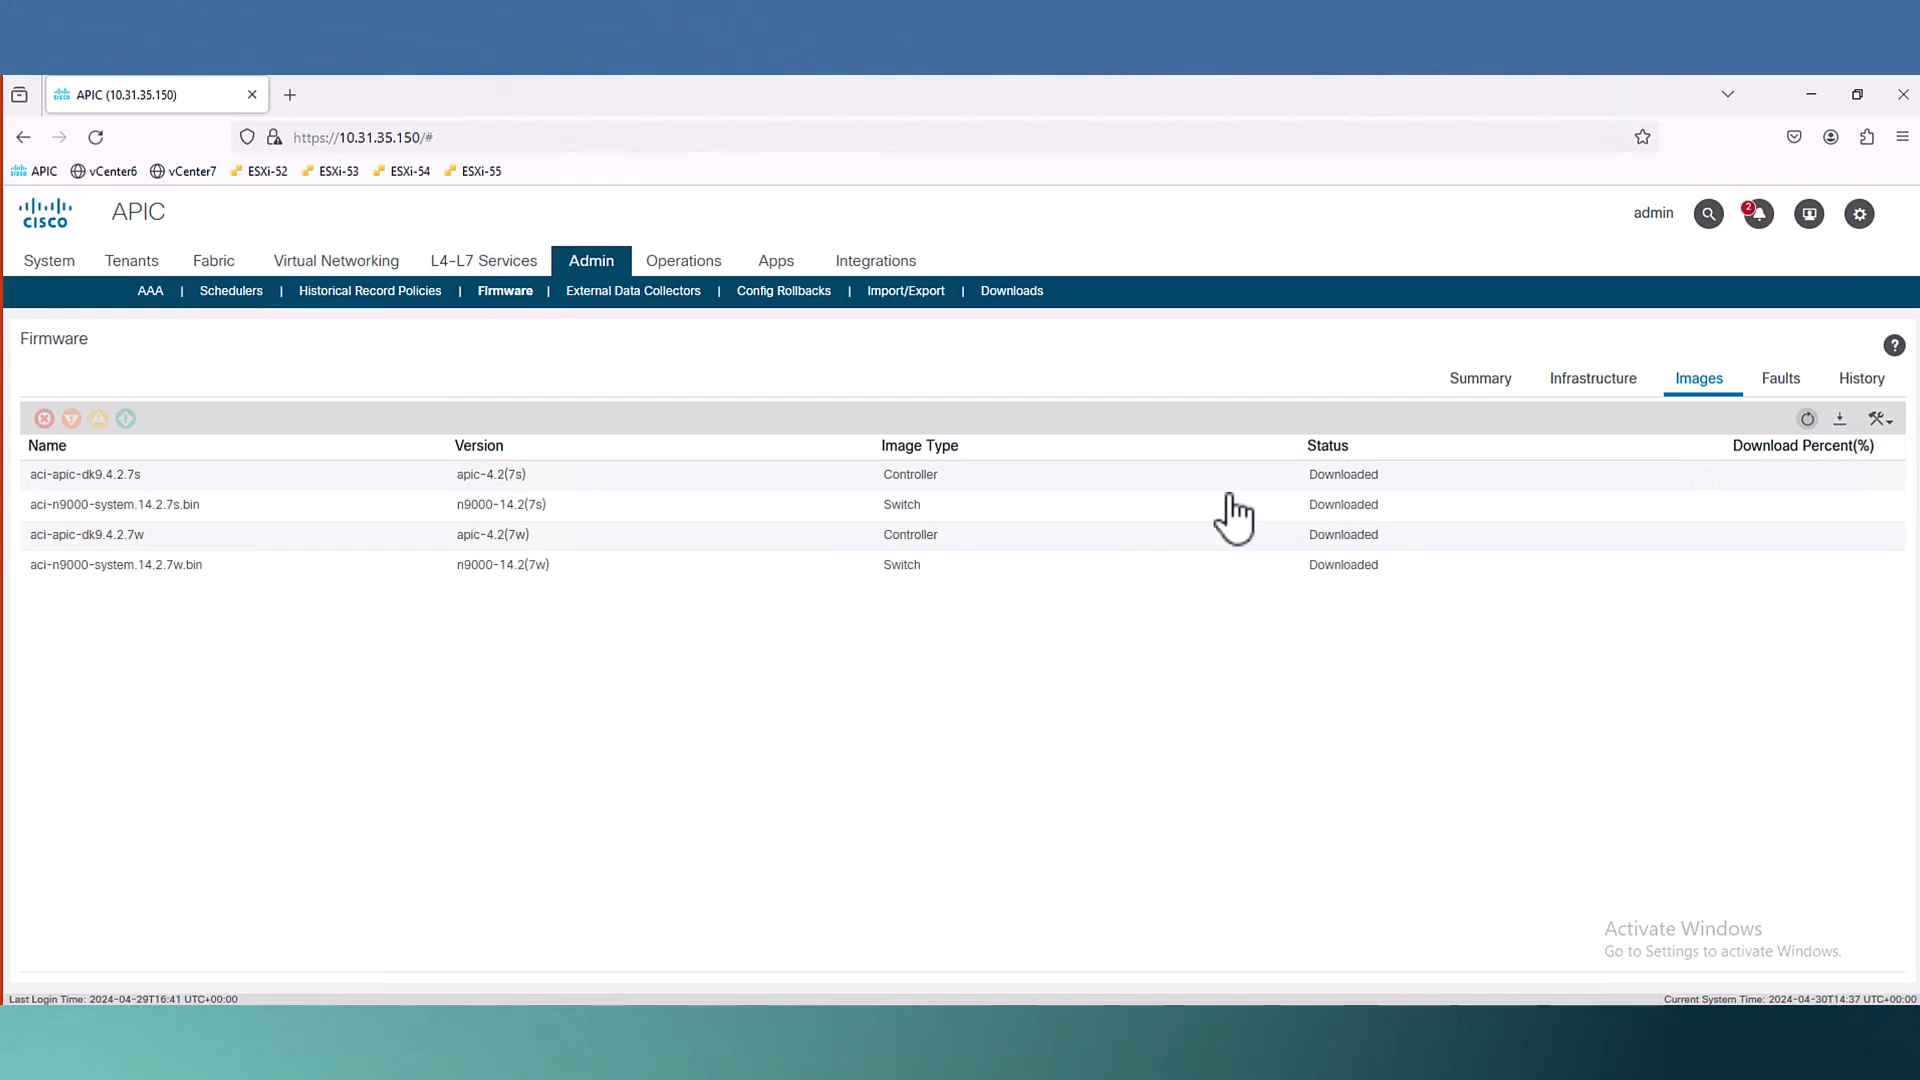 APIC (10.31.35.150)
https://10.31.35.150/#
APIC vCenter6 vCenter7 ESXi-52 ESXi-53 ESXi-54 ESXi-55
CISCO APIC admin 2
System Tenants Fabric Virtual Networking L4-L7 Services Admin Operations Apps Integrations
AAA | Schedulers | Historical Record Policies | Firmware | External Data Collectors | Config Rollbacks | Import/Export | Downloads
Firmware
?
Summary Infrastructure Images Faults History
Name Version Image Type Status Download Percent(%)
aci-apic-dk9.4.2.7s apic-4.2(7s) Controller Downloaded
aci-n9000-system.14.2.7s.bin n9000-14.2(7s) Switch Downloaded
aci-apic-dk9.4.2.7w apic-4.2(7w) Controller Downloaded
aci-n9000-system.14.2.7w.bin n9000-14.2(7w) Switch Downloaded
Activate Windows
Go to Settings to activate Windows.
Last Login Time: 2024-04-29T16:41 UTC+00:00 Current System Time: 2024-04-30T14:37 UTC+00:00